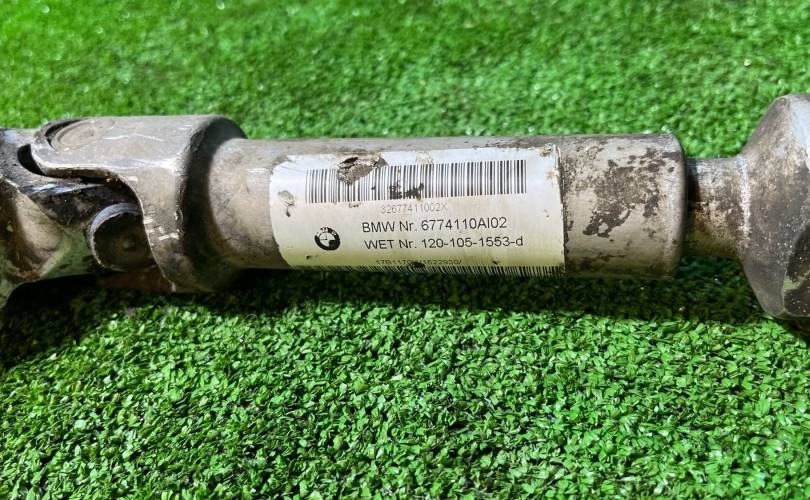 32677411002X
BMW Nr. 6774110AI02
WET Nr. 120-105-1553-d